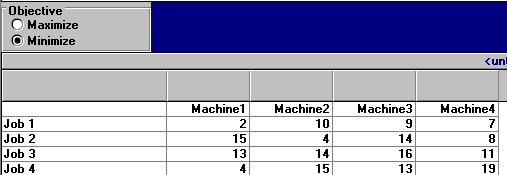 Objective
Maximize
Minimize
<unt
Machine1 Machine2 Machine3 Machine4
Job 1 2 10 9 7
Job 2 15 4 14 8
Job 3 13 14 16 11
Job 4 4 15 13 19